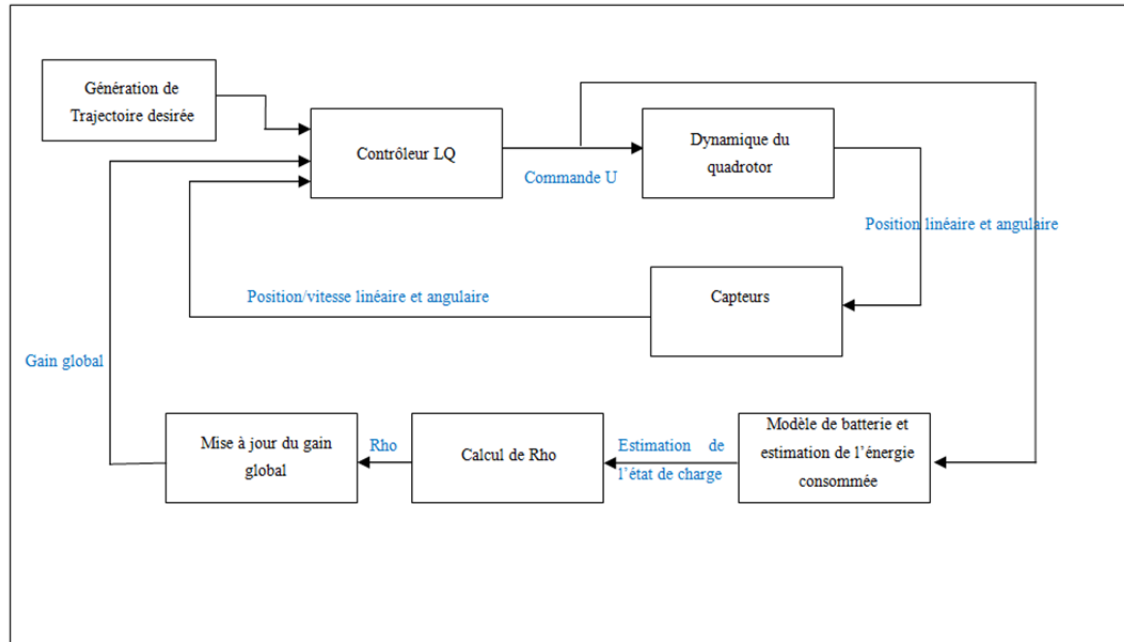 Génération de
Trajectoire desirée
Contrôleur LQ
Dynamique du
quadrotor
Commande U
Position linéaire et angulaire
Capteurs
Position/vitesse linéaire et angulaire
Gain global
Mise à jour du gain
global
Rho
Calcul de Rho
Estimation de
l’état de charge
Modèle de batterie et
estimation de l’énergie
consommée